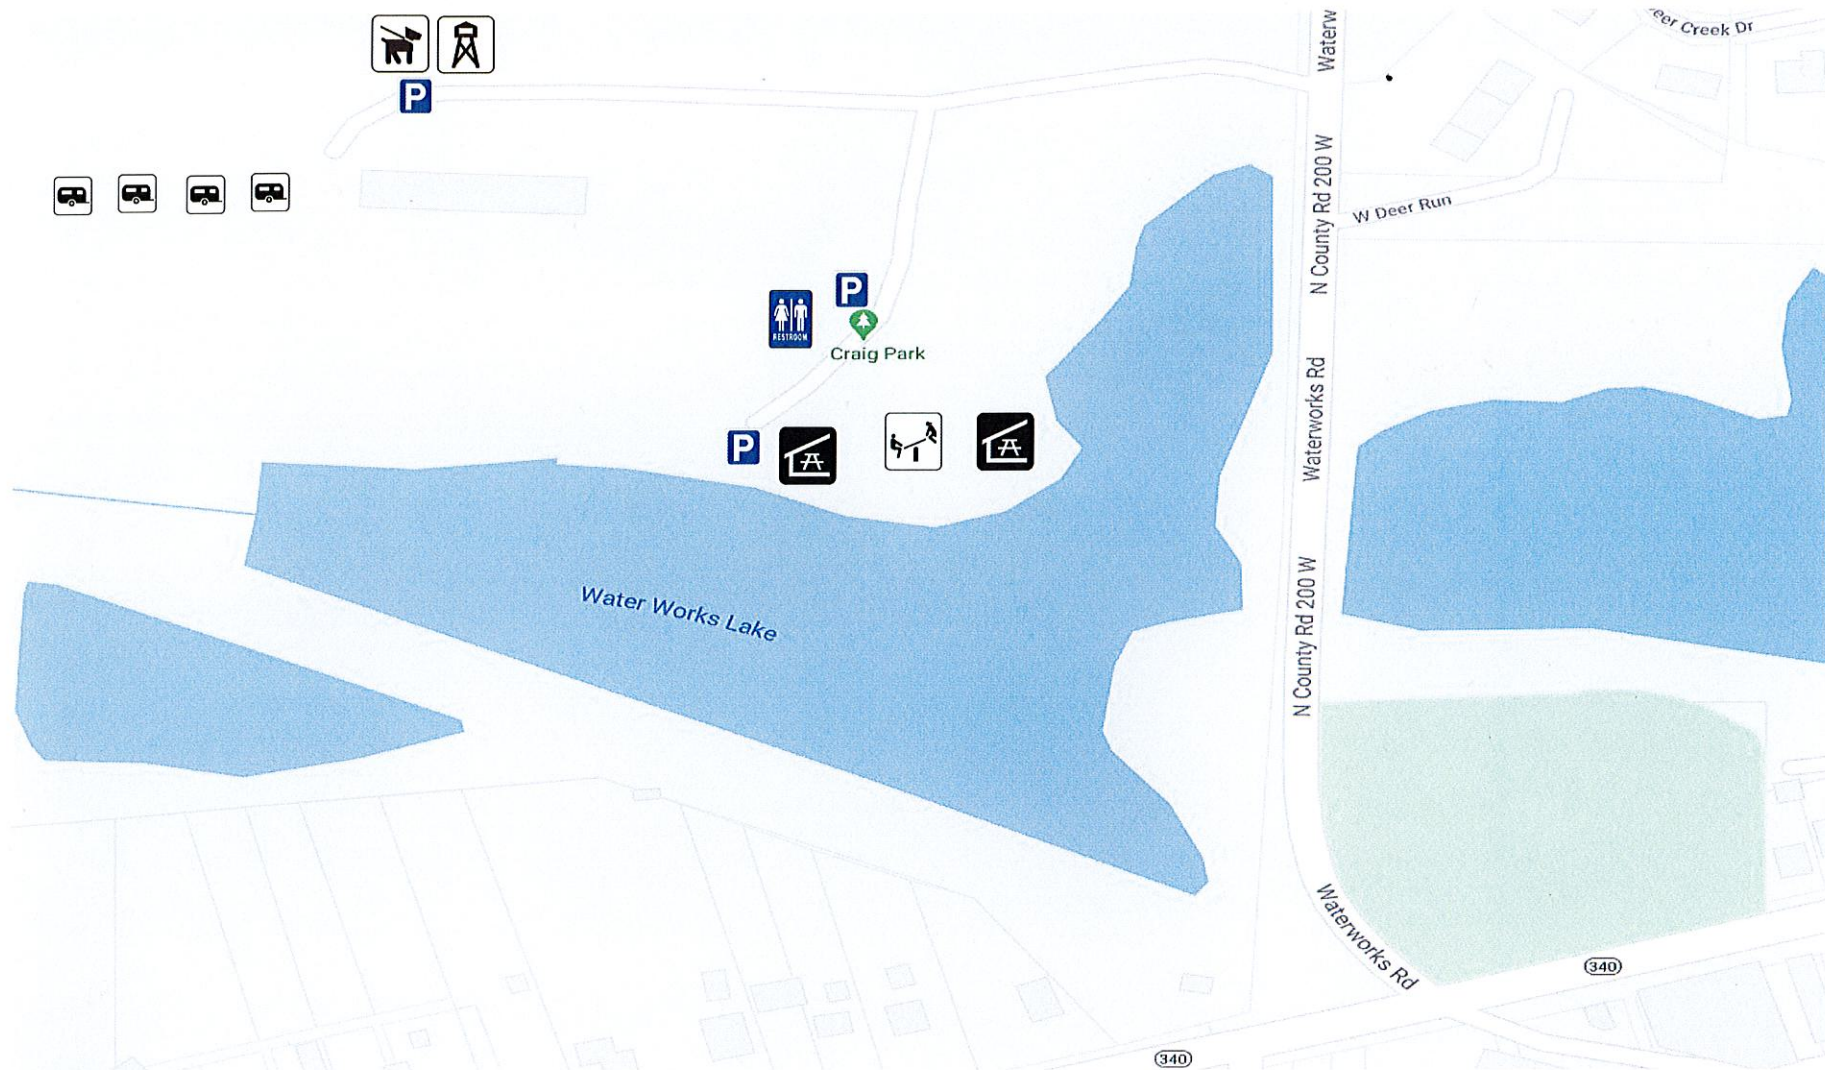 eer Creek Dr
Waterw
P
N County Rd 200 W
W Deer Run
P
RESTROOM
Craig Park
Waterworks Rd
P
N County Rd 200 W
Water Works Lake
Waterworks Rd
340
340